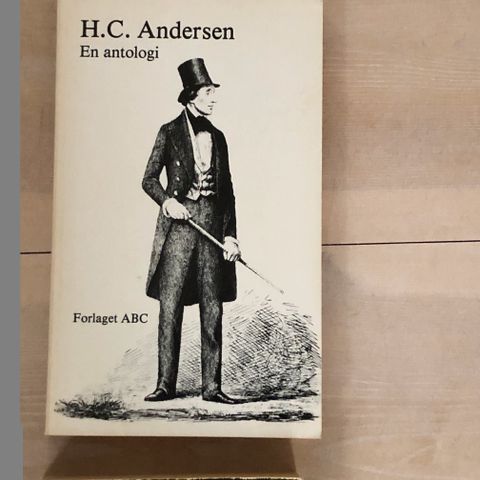 H.C. Andersen
En antologi
Forlaget ABC